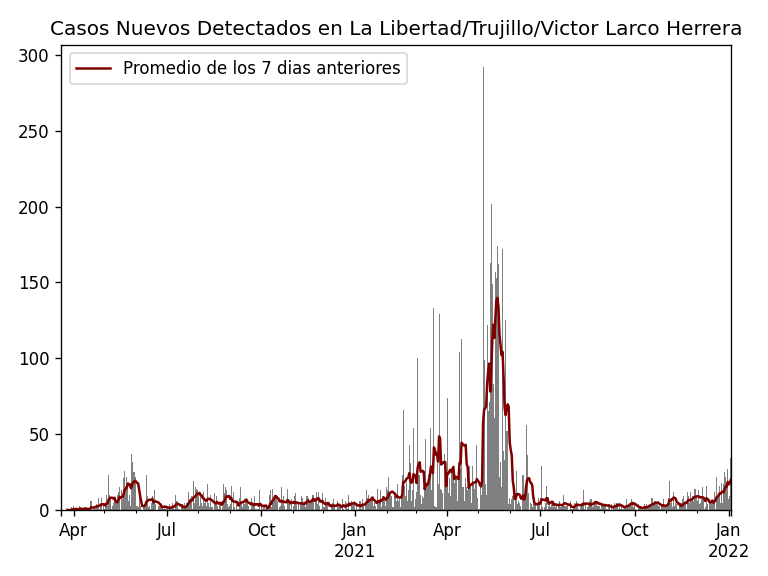 Casos Nuevos Detectados en La Libertad/Trujillo/Victor Larco Herrera
Promedio de los 7 dias anteriores
300
250
200
150
100
50
0
Apr Jul Oct Jan Apr Jul Oct Jan
2021 2022